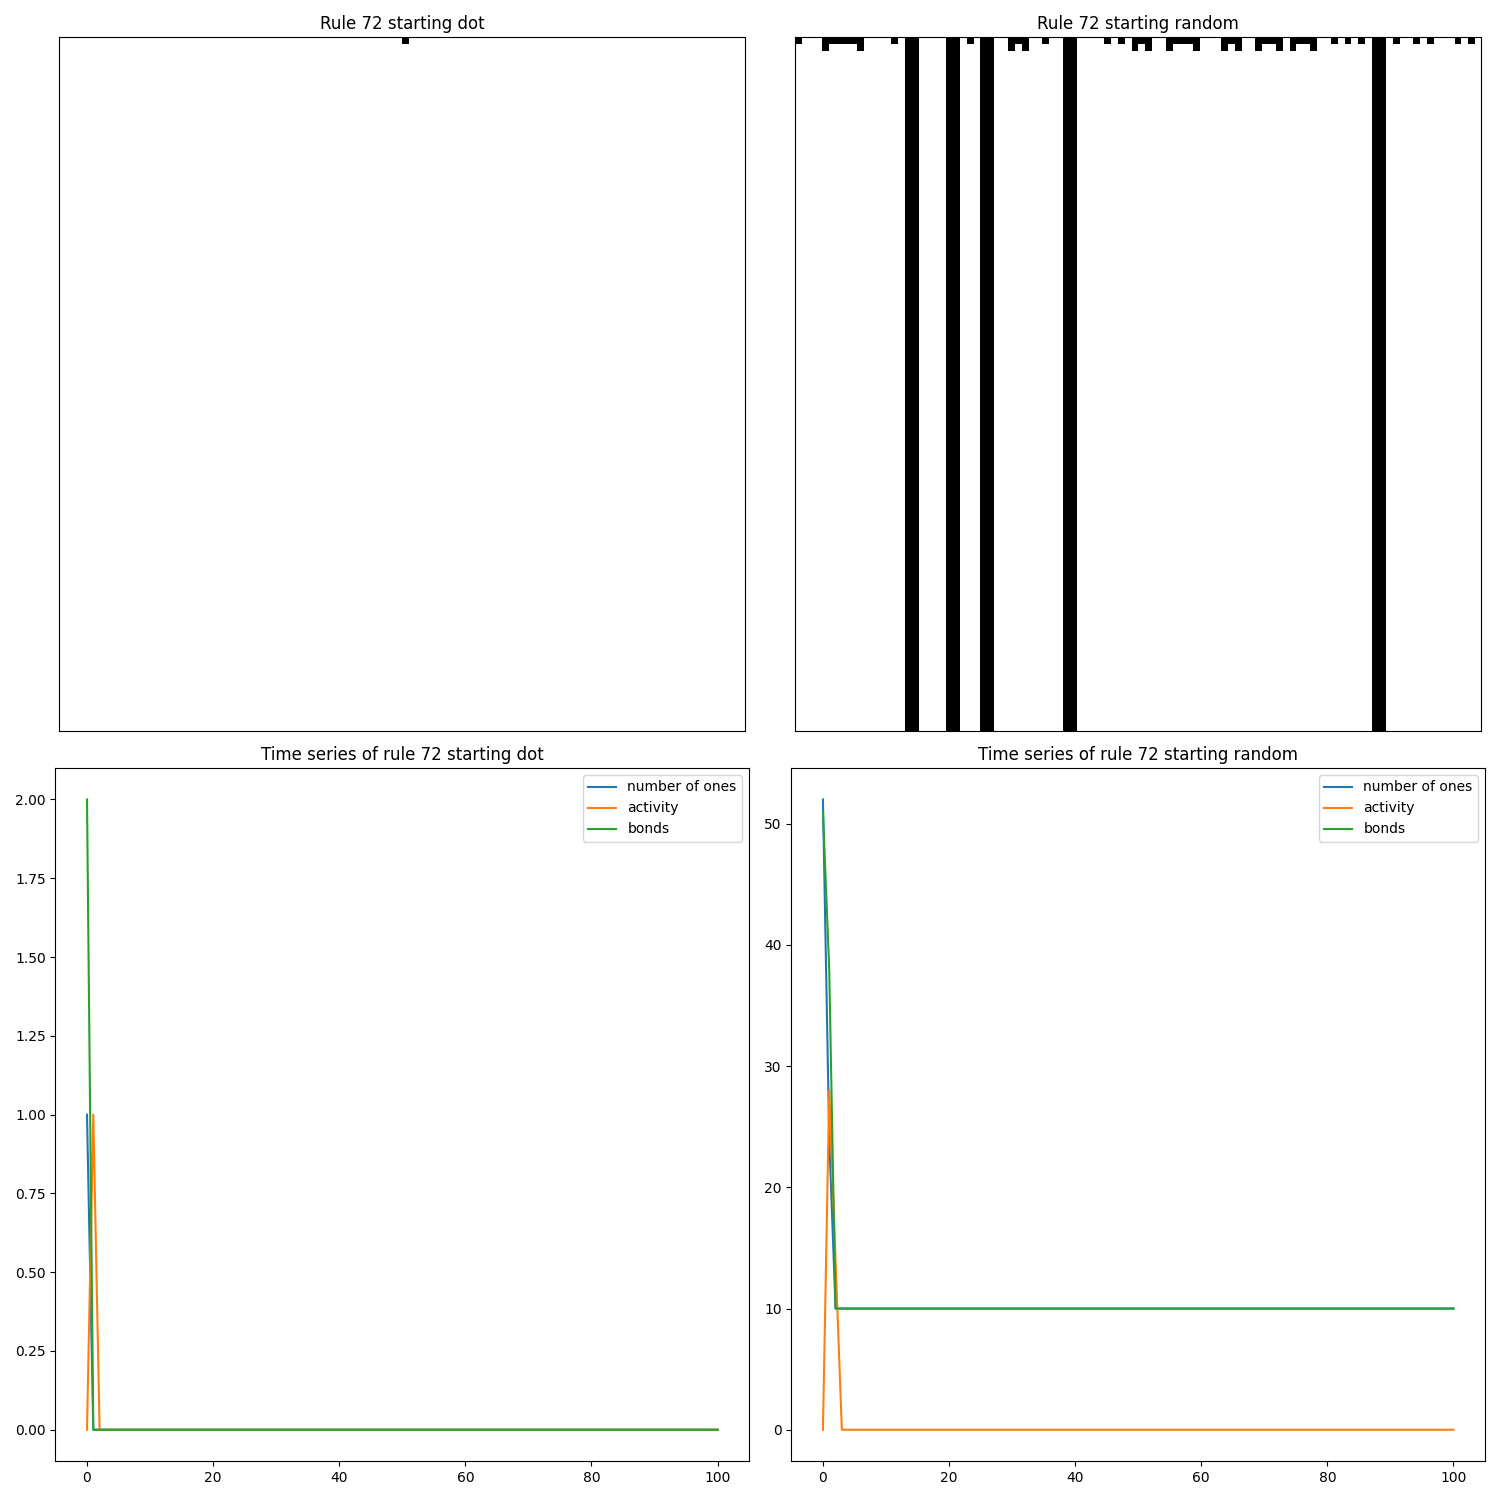 Rule 72 starting dot
Rule 72 starting random
Time series of rule 72 starting dot
number of ones
activity
bonds
2.00
1.75
1.50
1.25
1.00
0.75
0.50
0.25
0.00
0 20 40 60 80 100
Time series of rule 72 starting random
number of ones
activity
bonds
50
40
30
20
10
0
0 20 40 60 80 100